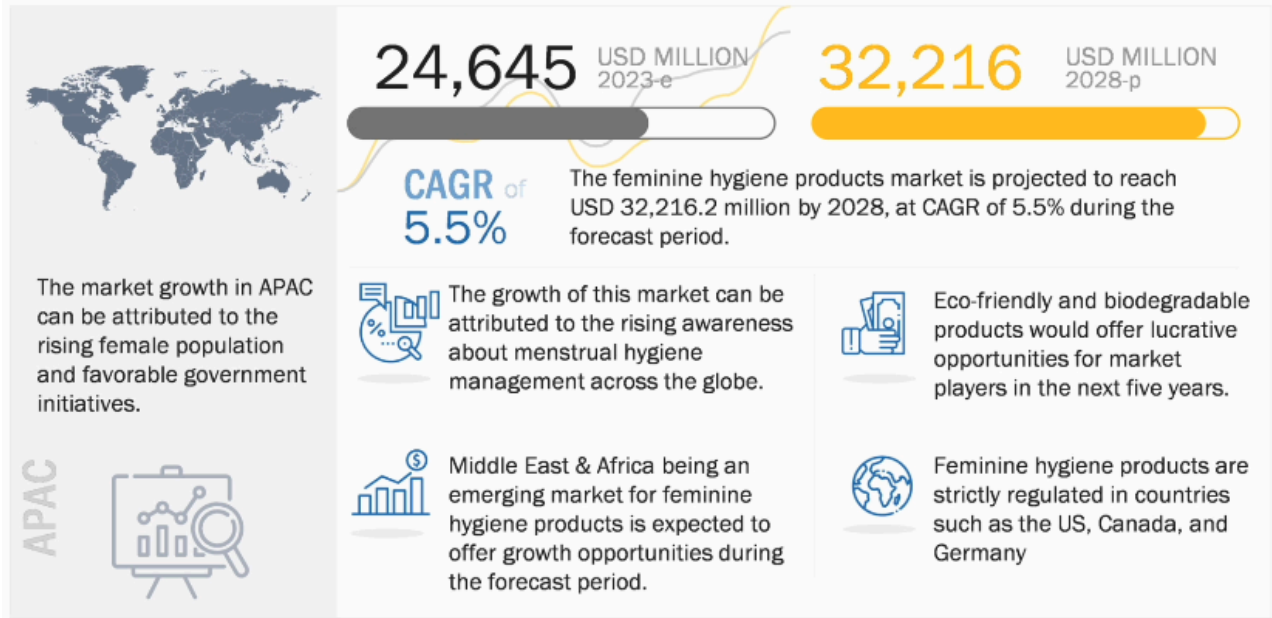 24,645
USD MILLION
2023-e
32,216
USD MILLION
2028-p
CAGR of
5.5%
The feminine hygiene products market is projected to reach
USD 32,216.2 million by 2028, at CAGR of 5.5% during the
forecast period.
The market growth in APAC
can be attributed to the
rising female population
and favorable government
initiatives.
APAC
%
The growth of this market can be
attributed to the rising awareness
about menstrual hygiene
management across the globe.
Eco-friendly and biodegradable
products would offer lucrative
opportunities for market
players in the next five years.
$
Middle East & Africa being an
emerging market for feminine
hygiene products is expected to
offer growth opportunities during
the forecast period.
Feminine hygiene products are
strictly regulated in countries
such as the US, Canada, and
Germany